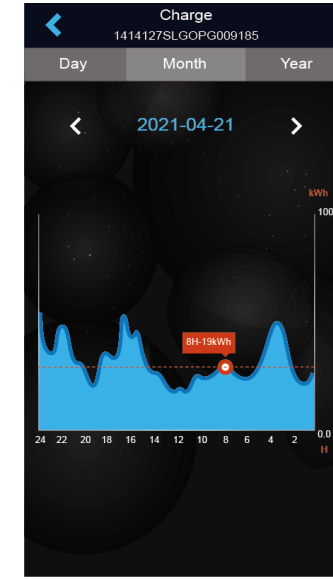 Charge
1414127SLGOPG009185
Day Month Year
2021-04-21
kWh
100
8H-19kWh
0.0
24 22 20 18 16 14 12 10 8 6 4 2
H